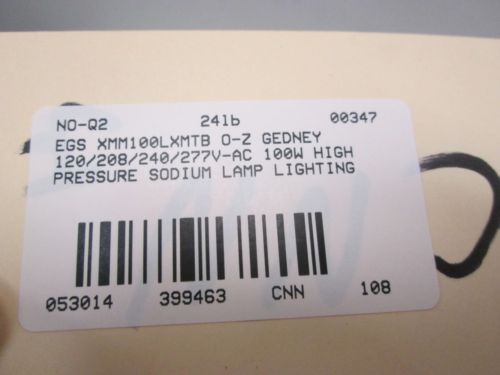 NO-Q2 24lb 00347
EGS XMM100LXMTB O-Z GEDNEY
120/208/240/277V-AC 100W HIGH
PRESSURE SODIUM LAMP LIGHTING
053014 399463 CNN 108